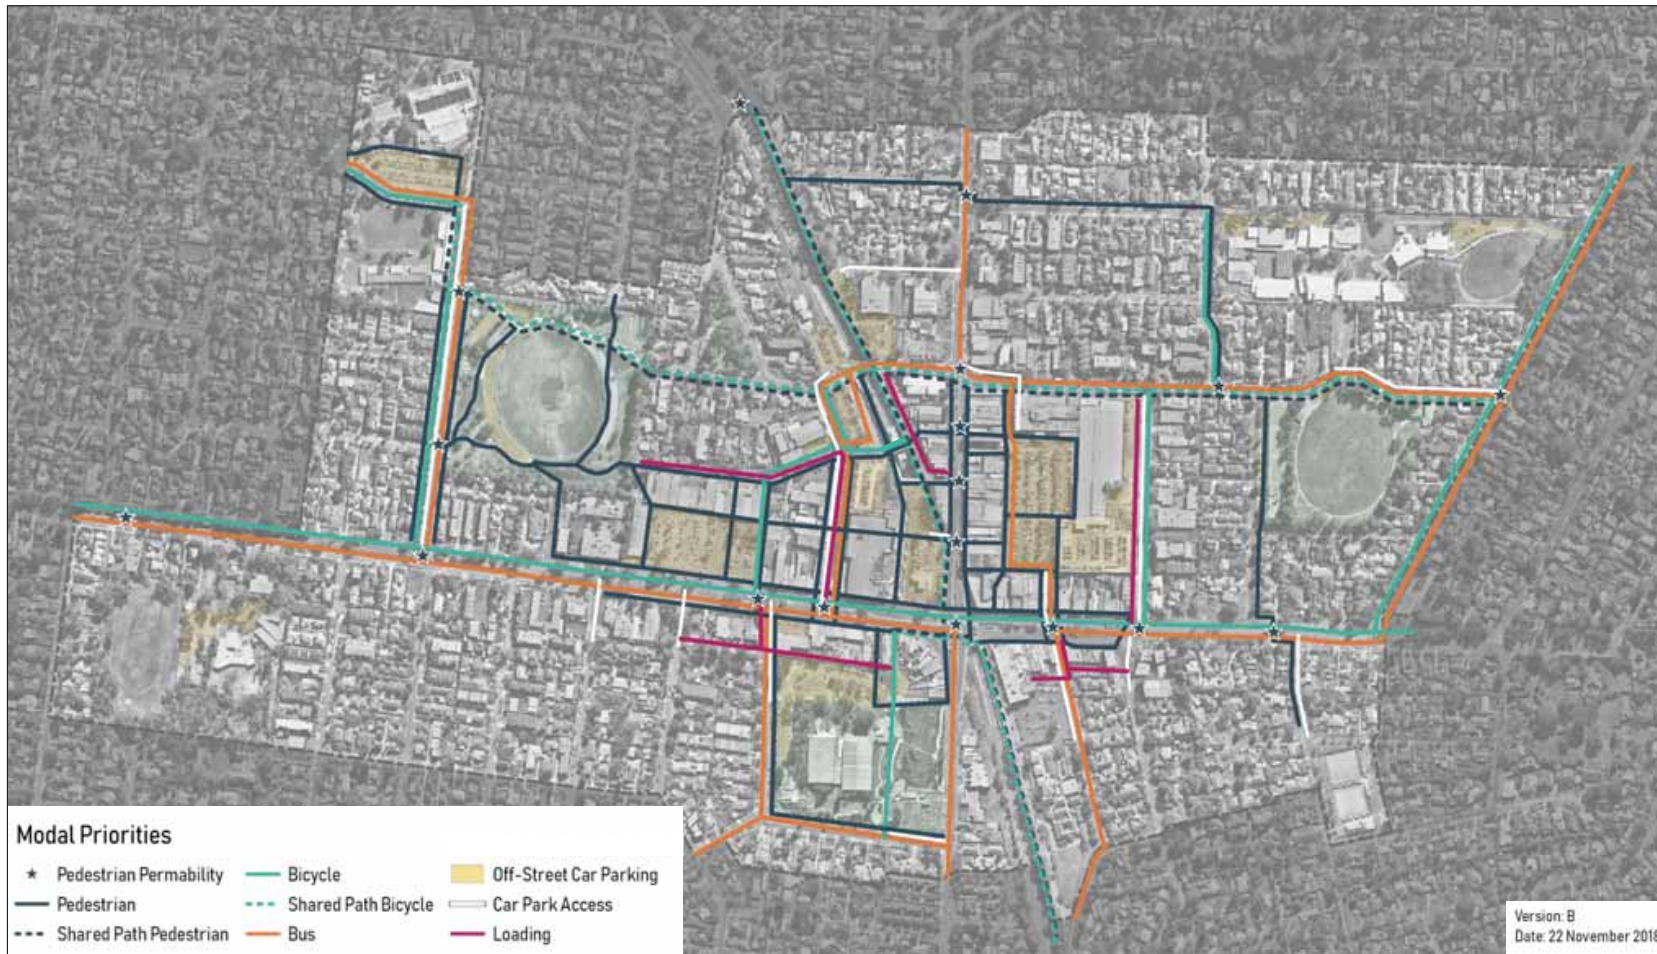 Modal Priorities
Pedestrian Permability
Bicycle
Off-Street Car Parking
Pedestrian
Shared Path Bicycle
Car Park Access
Shared Path Pedestrian
Bus
Loading
Version: B
Date: 22 November 2018